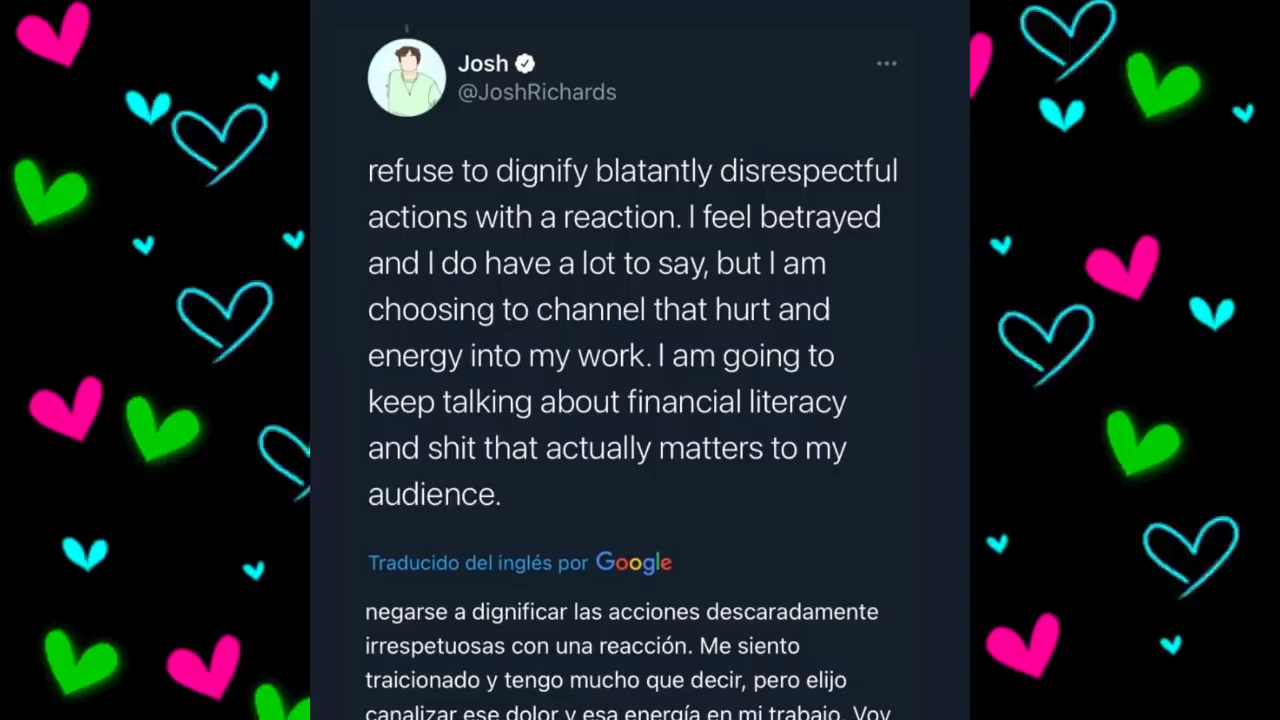 Josh
@JoshRichards
refuse to dignify blatantly disrespectful
actions with a reaction. I feel betrayed
and I do have a lot to say, but I am
choosing to channel that hurt and
energy into my work. I am going to
keep talking about financial literacy
and shit that actually matters to my
audience.
Traducido del inglés por Google
negarse a dignificar las acciones descaradamente
irrespetuosas con una reacción. Me siento
traicionado y tengo mucho que decir, pero elijo
canalizar ese dolor y esa energía en mi trabajo. Voy